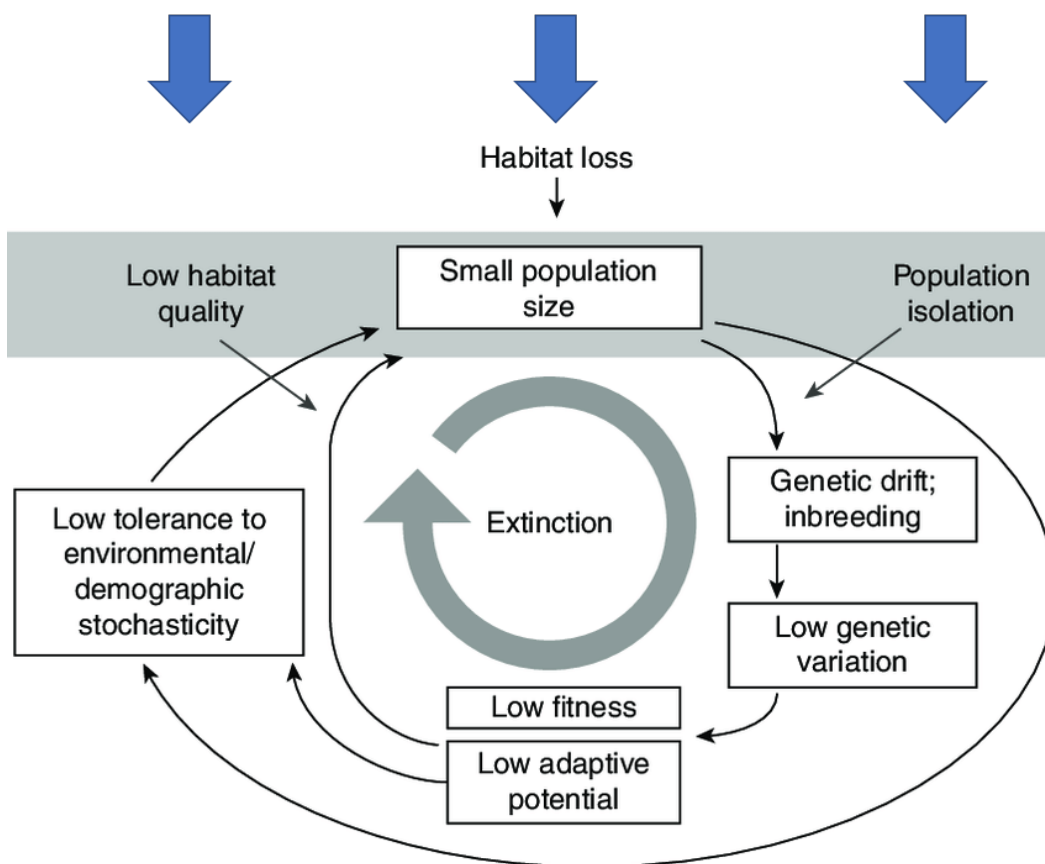 Habitat loss
Low habitat
quality
Small population
size
Population
isolation
Genetic drift;
inbreeding
Extinction
Low tolerance to
environmental/
demographic
stochasticity
Low genetic
variation
Low fitness
Low adaptive
potential